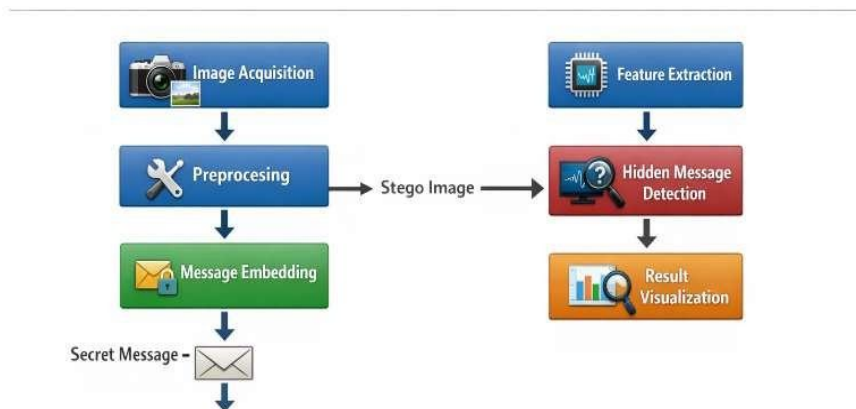 Image Acquisition
Preprocesing
Message Embedding
Secret Message -
Stego Image
Feature Extraction
Hidden Message
Detection
Result
Visualization